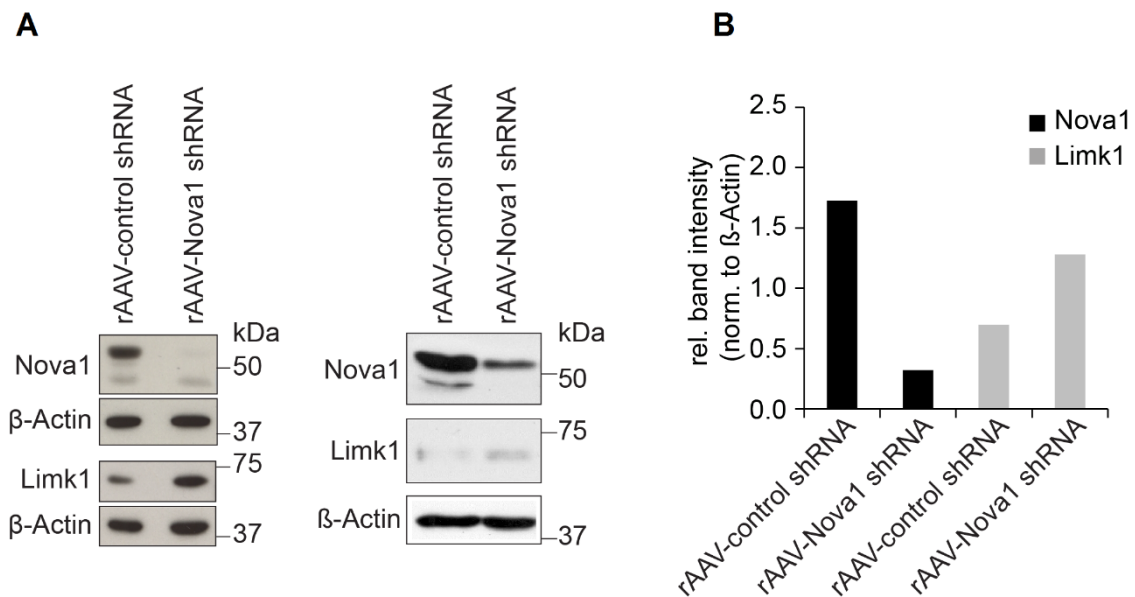 A
rAAV-control shRNA
rAAV-Nova1 shRNA
kDa
Nova1
50
β-Actin
37
75
Limk1
β-Actin
37
rAAV-control shRNA
rAAV-Nova1 shRNA
kDa
Nova1
50
75
Limk1
ß-Actin
37
B
rel. band intensity
(norm. to ß-Actin)
2.5
2.0
1.5
1.0
0.5
0.0
Nova1
Limk1
rAAV-control shRNA
rAAV-Nova1 shRNA
rAAV-control shRNA
rAAV-Nova1 shRNA